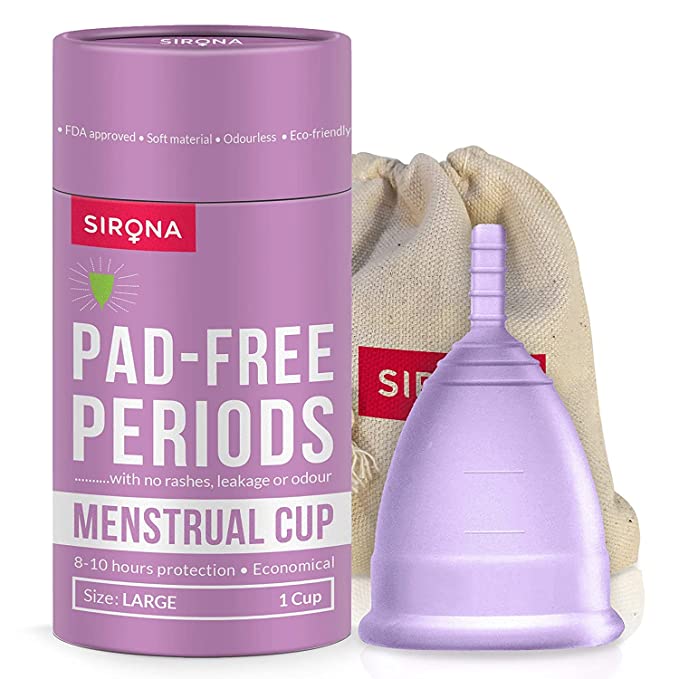 SIRONA
• FDA approved • Soft material • Odourless • Eco-friendly
SIRONA
PAD-FREE
PERIODS
..........with no rashes, leakage or odour
MENSTRUAL CUP
8-10 hours protection • Economical
Size: LARGE 1 Cup
SIR